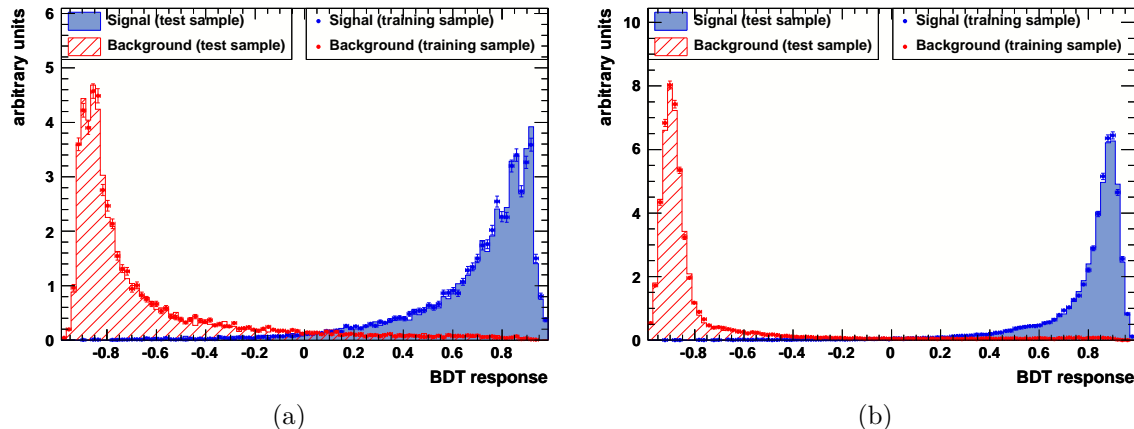 arbitrary units
6
5
4
3
2
1
0
Signal (test sample)
Background (test sample)
Signal (training sample)
Background (training sample)
-0.8 -0.6 -0.4 -0.2 0 0.2 0.4 0.6 0.8
BDT response
(a)
arbitrary units
10
8
6
4
2
0
Signal (test sample)
Background (test sample)
Signal (training sample)
Background (training sample)
-0.8 -0.6 -0.4 -0.2 0.0 0.2 0.4 0.6 0.8
BDT response
(b)